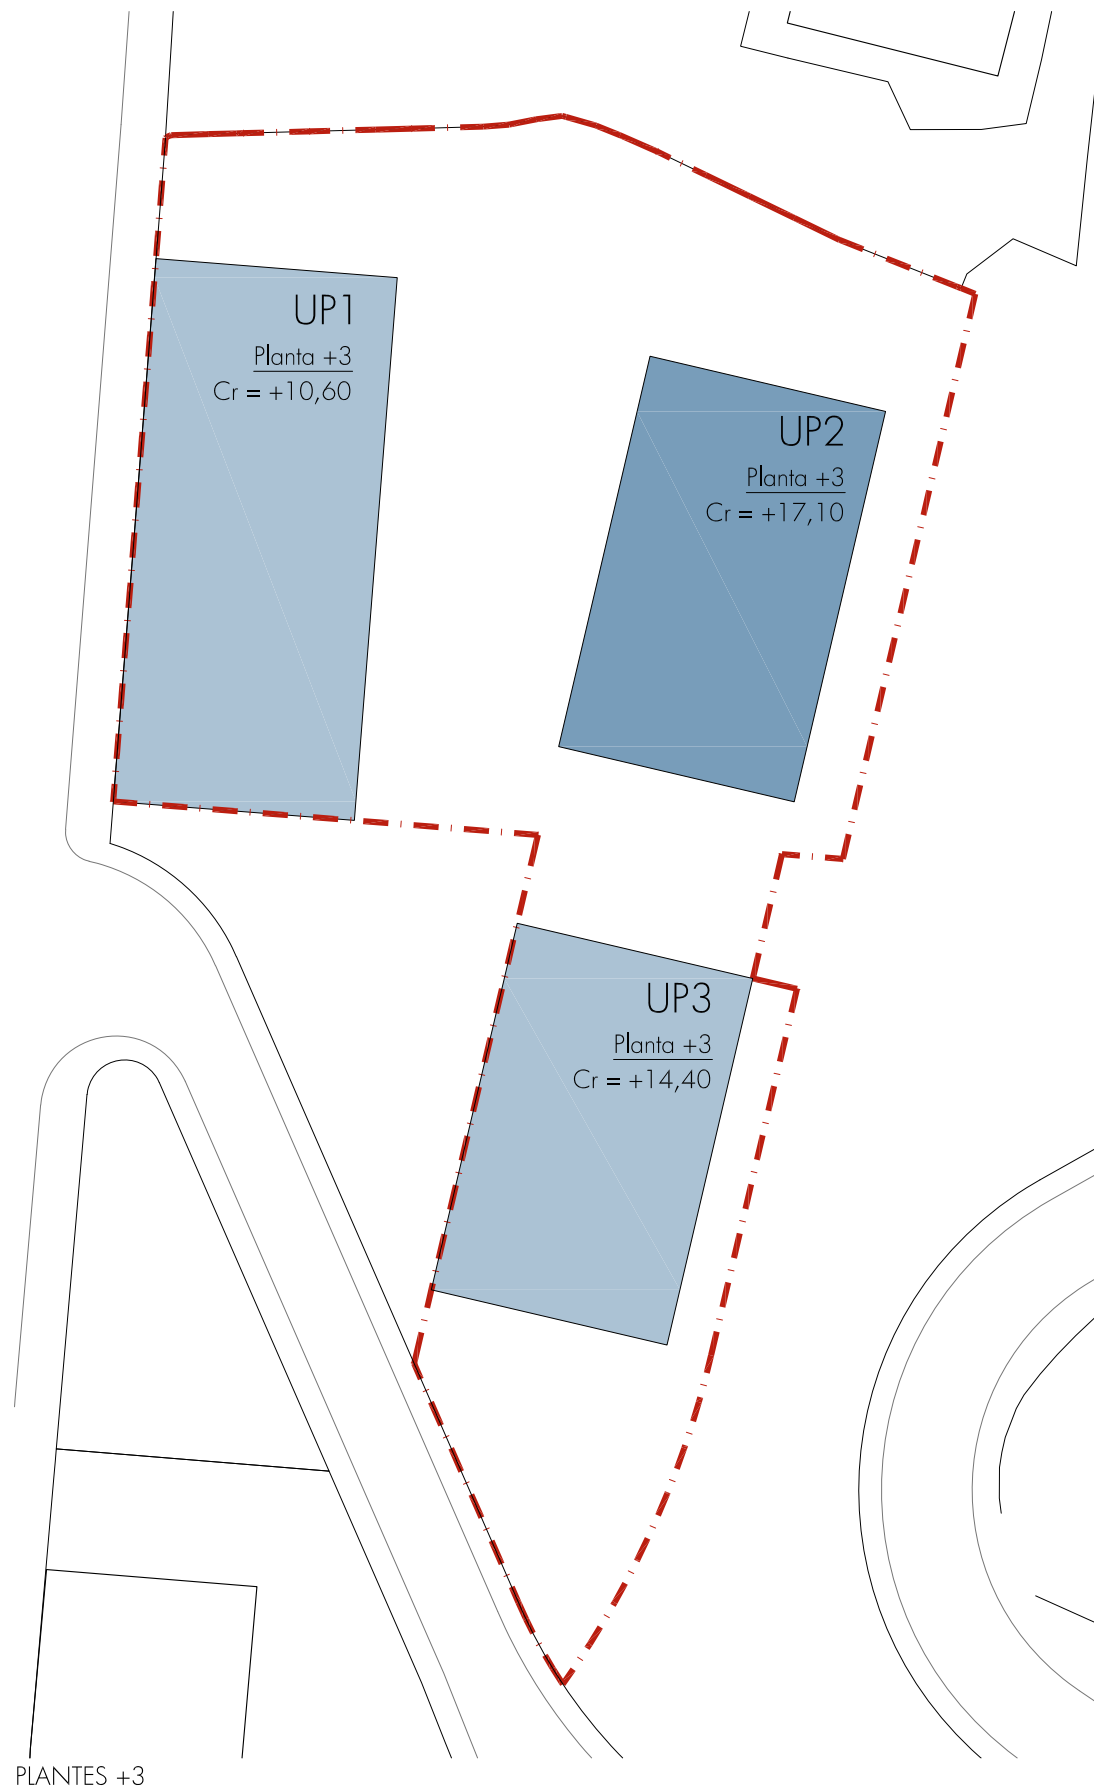 UP1
Planta +3
Cr = +10,60
UP2
Planta +3
Cr = +17,10
UP3
Planta +3
Cr = +14,40
PLANTES +3